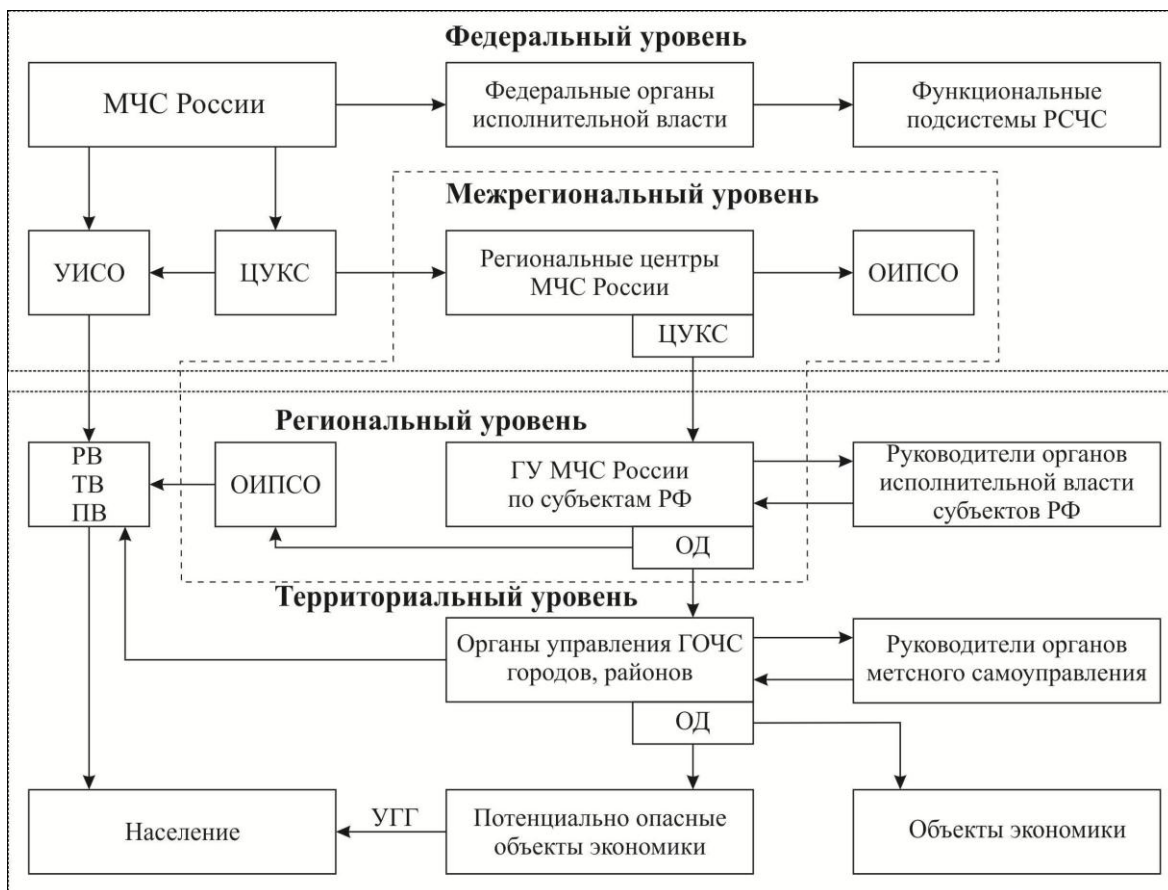 Федеральный уровень
МЧС России
Федеральные органы
исполнительной власти
Функциональные
подсистемы РСЧС
Межрегиональный уровень
УИСО
ЦУКС
Региональные центры
МЧС России
ОИПСО
ЦУКС
Региональный уровень
РВ
ТВ
ПВ
ОИПСО
ГУ МЧС России
по субъектам РФ
Руководители органов
исполнительной власти
субъектов РФ
ОД
Территориальный уровень
Органы управления ГОЧС
городов, районов
Руководители органов
метсного самоуправления
ОД
Население
УГГ
Потенциально опасные
объекты экономики
Объекты экономики